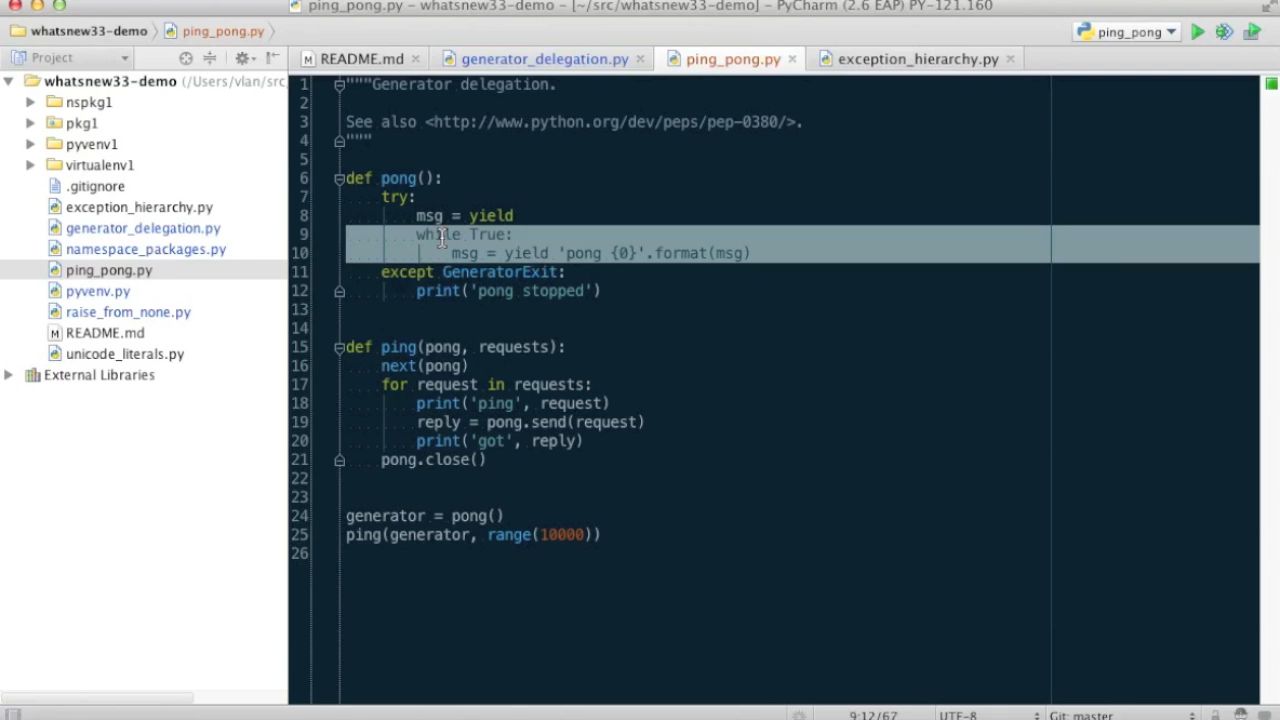 ping_pong.py - whatsnew33-demo - [~/src/whatsnew33-demo] - PyCharm (2.6 EAP) PY-121.160
whatsnew33-demo ping_pong.py ping_pong
Project README.md generator_delegation.py ping_pong.py exception_hierarchy.py
whatsnew33-demo (/Users/vlan/src/
nspkg1
pkg1
pyvenv1
virtualenv1
.gitignore
exception_hierarchy.py
generator_delegation.py
namespace_packages.py
ping_pong.py
pyvenv.py
raise_from_none.py
README.md
unicode_literals.py
External Libraries
1 """Generator delegation.
2
3 See also <http://www.python.org/dev/peps/pep-0380/>.
4 """
5
6 def pong():
7 try:
8 msg = yield
9 while True:
10 msg = yield 'pong {0}'.format(msg)
11 except GeneratorExit:
12 print('pong stopped')
13
14
15 def ping(pong, requests):
16 next(pong)
17 for request in requests:
18 print('ping', request)
19 reply = pong.send(request)
20 print('got', reply)
21 pong.close()
22
23
24 generator = pong()
25 ping(generator, range(10000))
26
9:12/67 UTF-8 Git: master